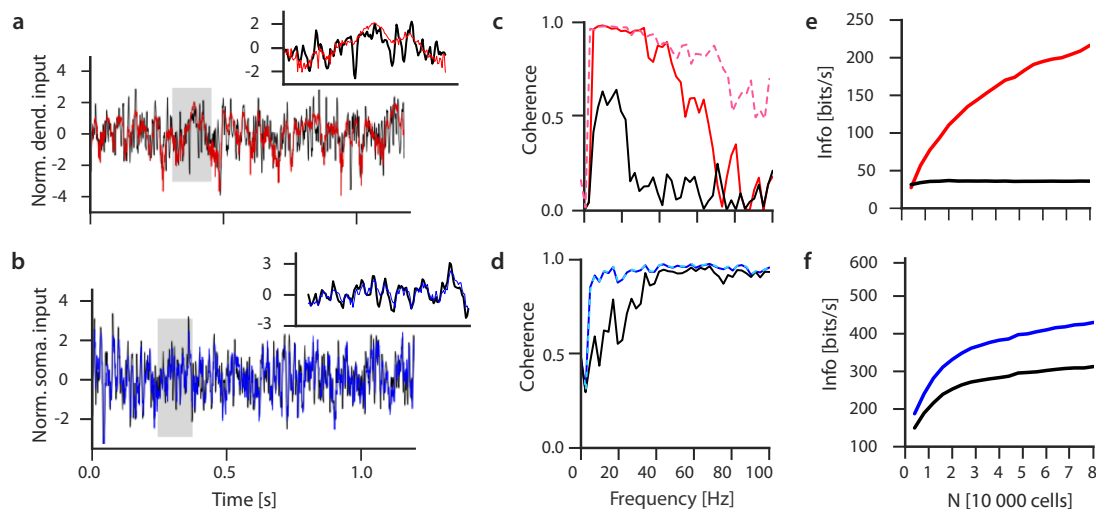 a
Norm. dend. input
4
2
0
-2
-4
2
0
-2
c
Coherence
1.0
0.5
0.0
e
Info [bits/s]
250
200
150
100
50
0
b
Norm. soma. input
4
2
0
-2
3
0
-3
0.0 0.5 1.0
Time [s]
d
Coherence
1.0
0.5
0.0
0 20 40 60 80 100
Frequency [Hz]
f
Info [bits/s]
600
500
400
300
200
100
0 1 2 3 4 5 6 7 8
N [10 000 cells]